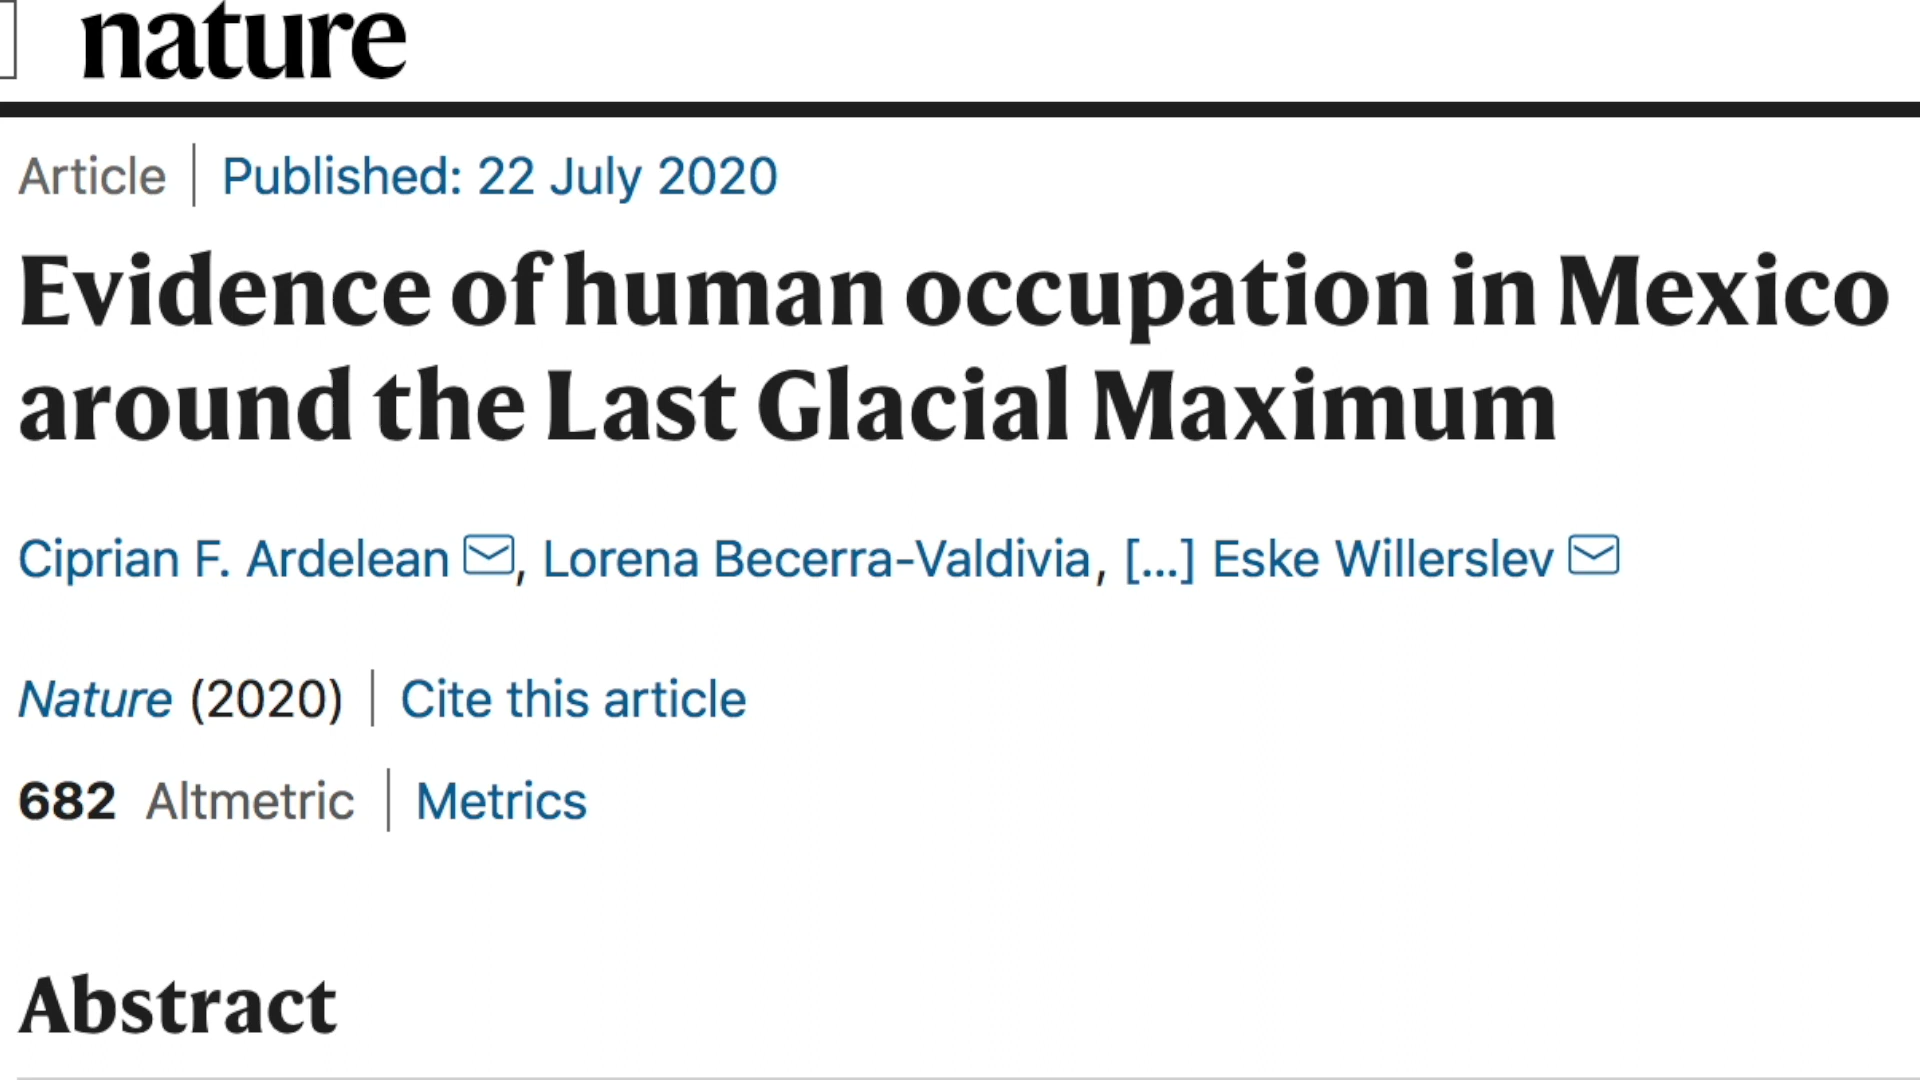 nature
Article | Published: 22 July 2020
Evidence of human occupation in Mexico
around the Last Glacial Maximum
Ciprian F. Ardelean, Lorena Becerra-Valdivia, [...] Eske Willerslev
Nature (2020) | Cite this article
682 Altmetric | Metrics
Abstract